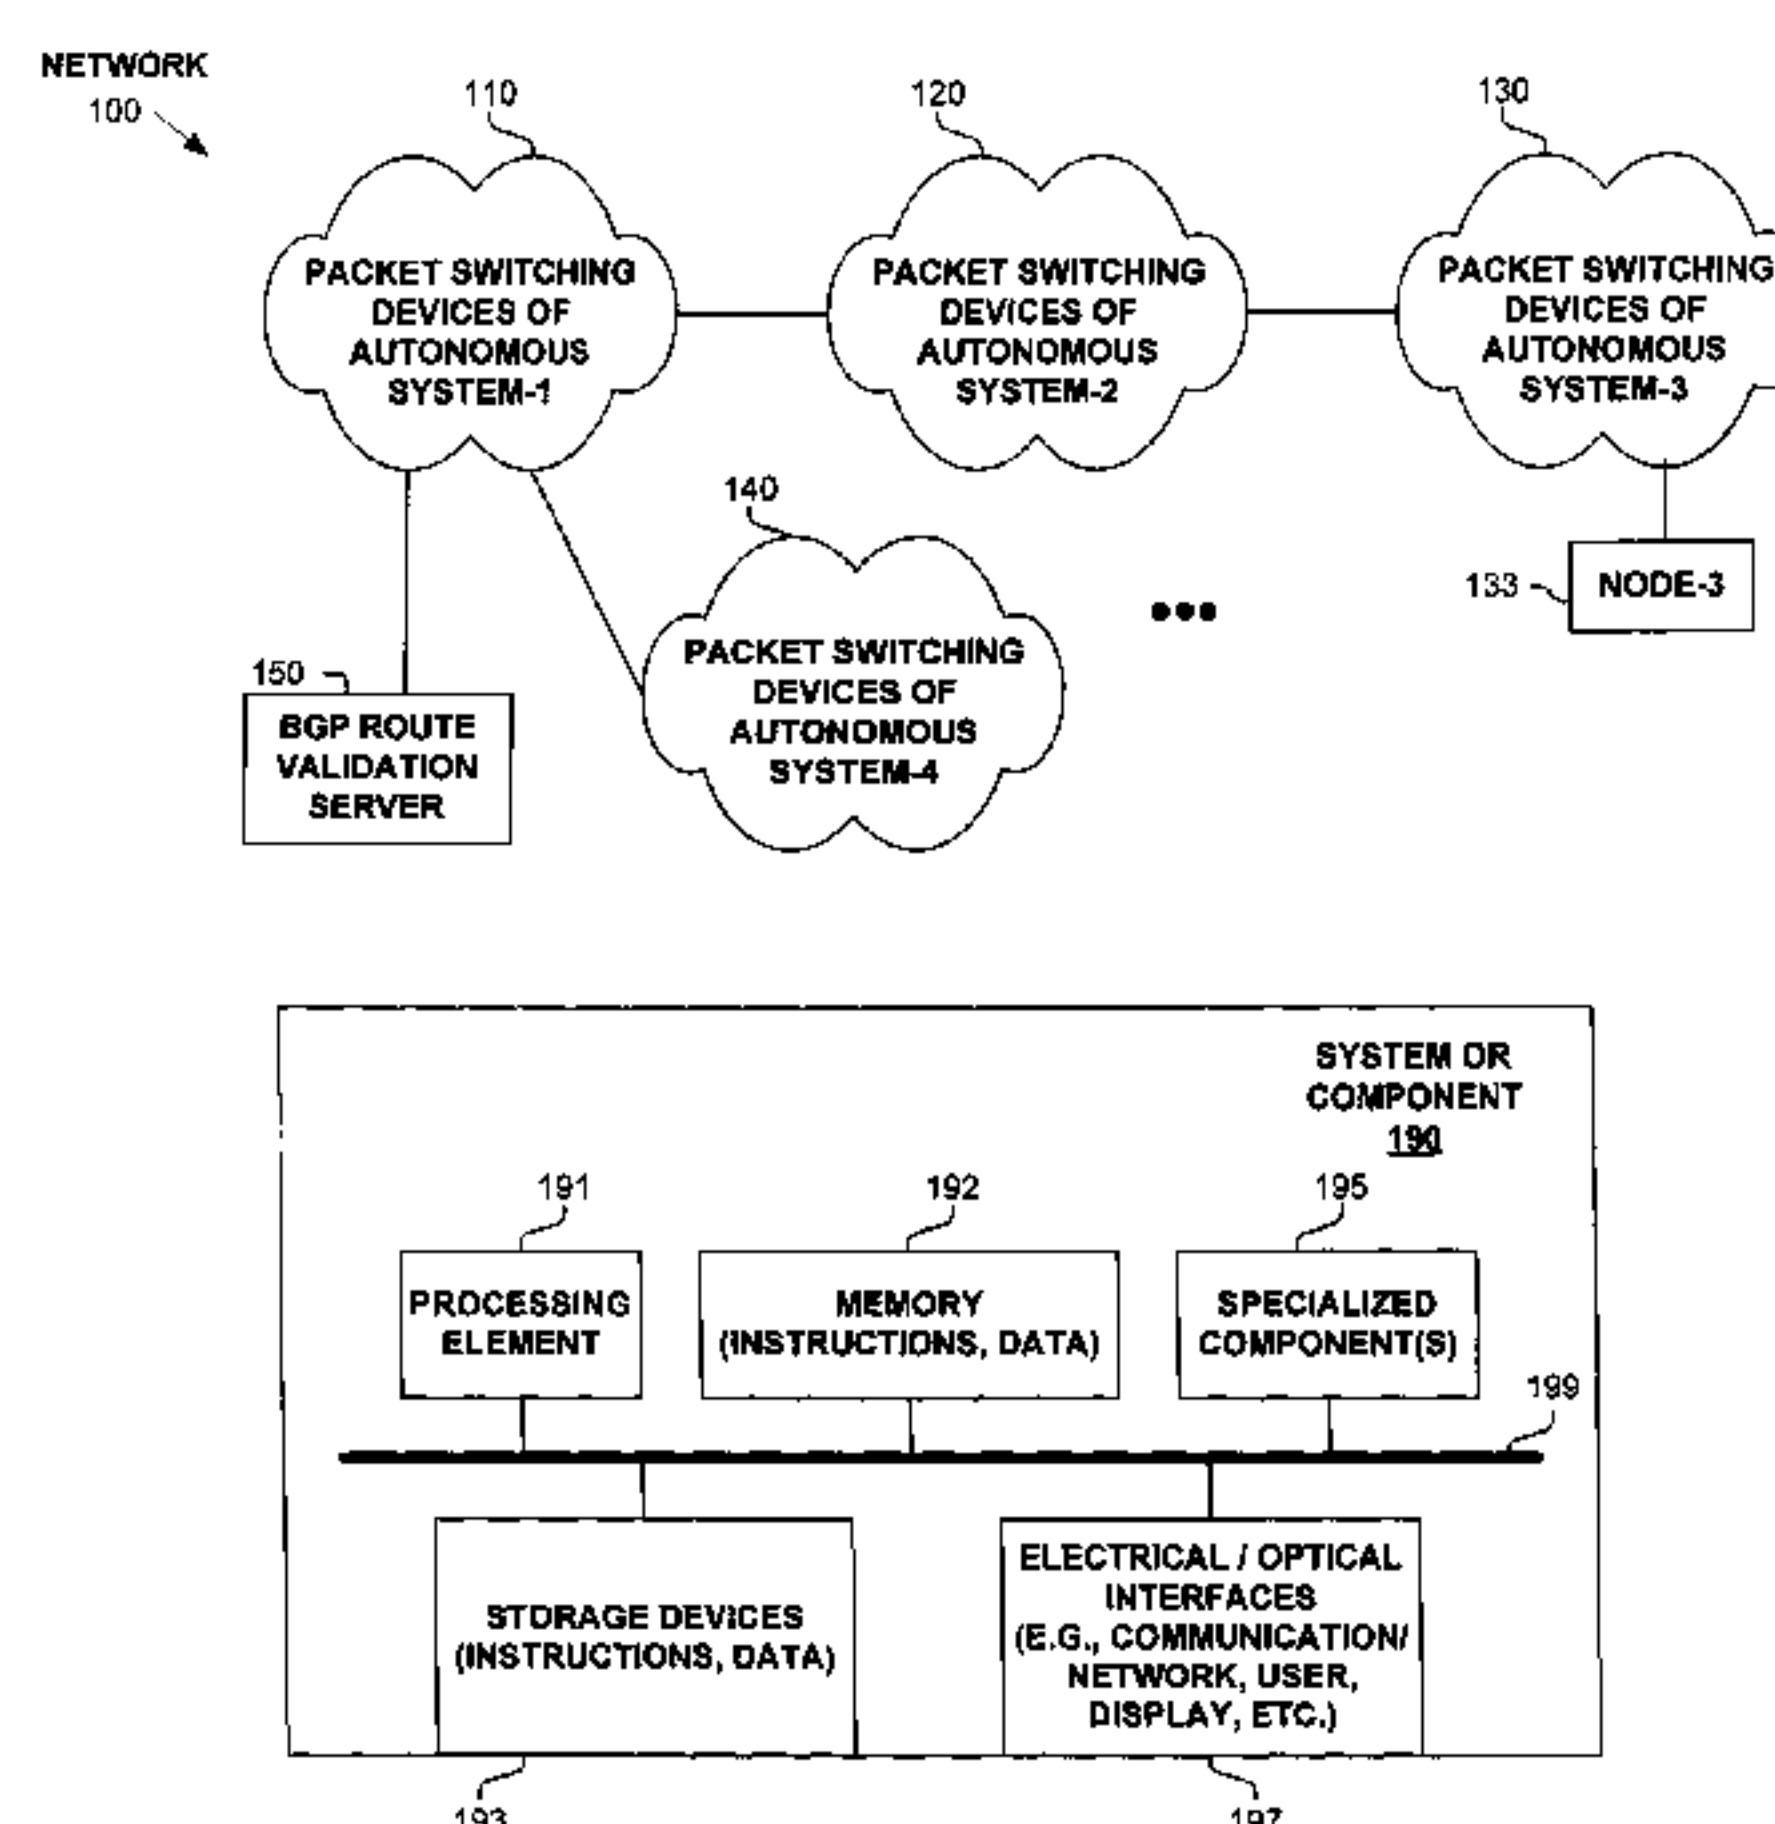 NETWORK
100
110
120
130
PACKET SWITCHING
DEVICES OF
AUTONOMOUS
SYSTEM-1
PACKET SWITCHING
DEVICES OF
AUTONOMOUS
SYSTEM-2
PACKET SWITCHING
DEVICES OF
AUTONOMOUS
SYSTEM-3
140
133
NODE-3
PACKET SWITCHING
DEVICES OF
AUTONOMOUS
SYSTEM-4
150
BGP ROUTE
VALIDATION
SERVER
SYSTEM OR
COMPONENT
190
191
192
195
PROCESSING
ELEMENT
MEMORY
(INSTRUCTIONS, DATA)
SPECIALIZED
COMPONENT(S)
199
STORAGE DEVICES
(INSTRUCTIONS, DATA)
ELECTRICAL / OPTICAL
INTERFACES
(E.G., COMMUNICATION/
NETWORK, USER,
DISPLAY, ETC.)
193
197